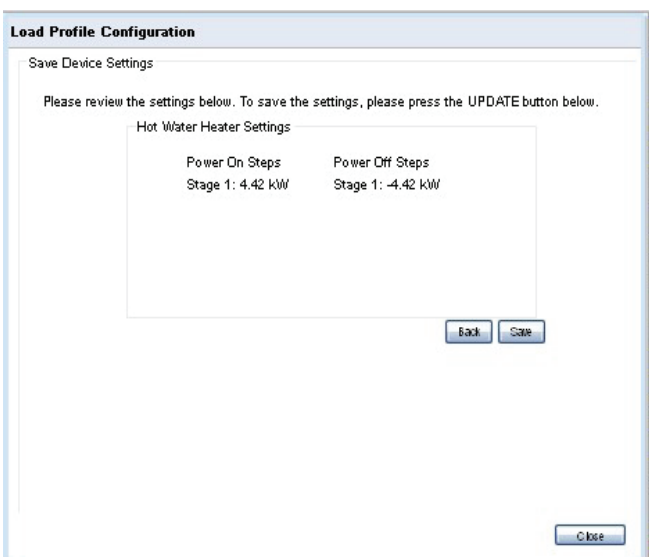 Load Profile Configuration
Save Device Settings
Please review the settings below. To save the settings, please press the UPDATE button below.
Hot Water Heater Settings
Power On Steps Power Off Steps
Stage 1: 4.42 kW Stage 1: -4.42 kW
Back Save
Close